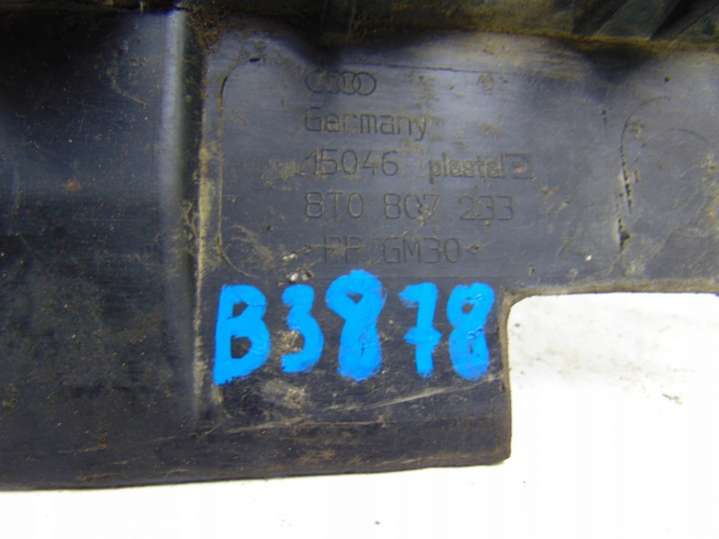 Germany
15046 plastal
8T0 807 233
>PP GM30<
B3878